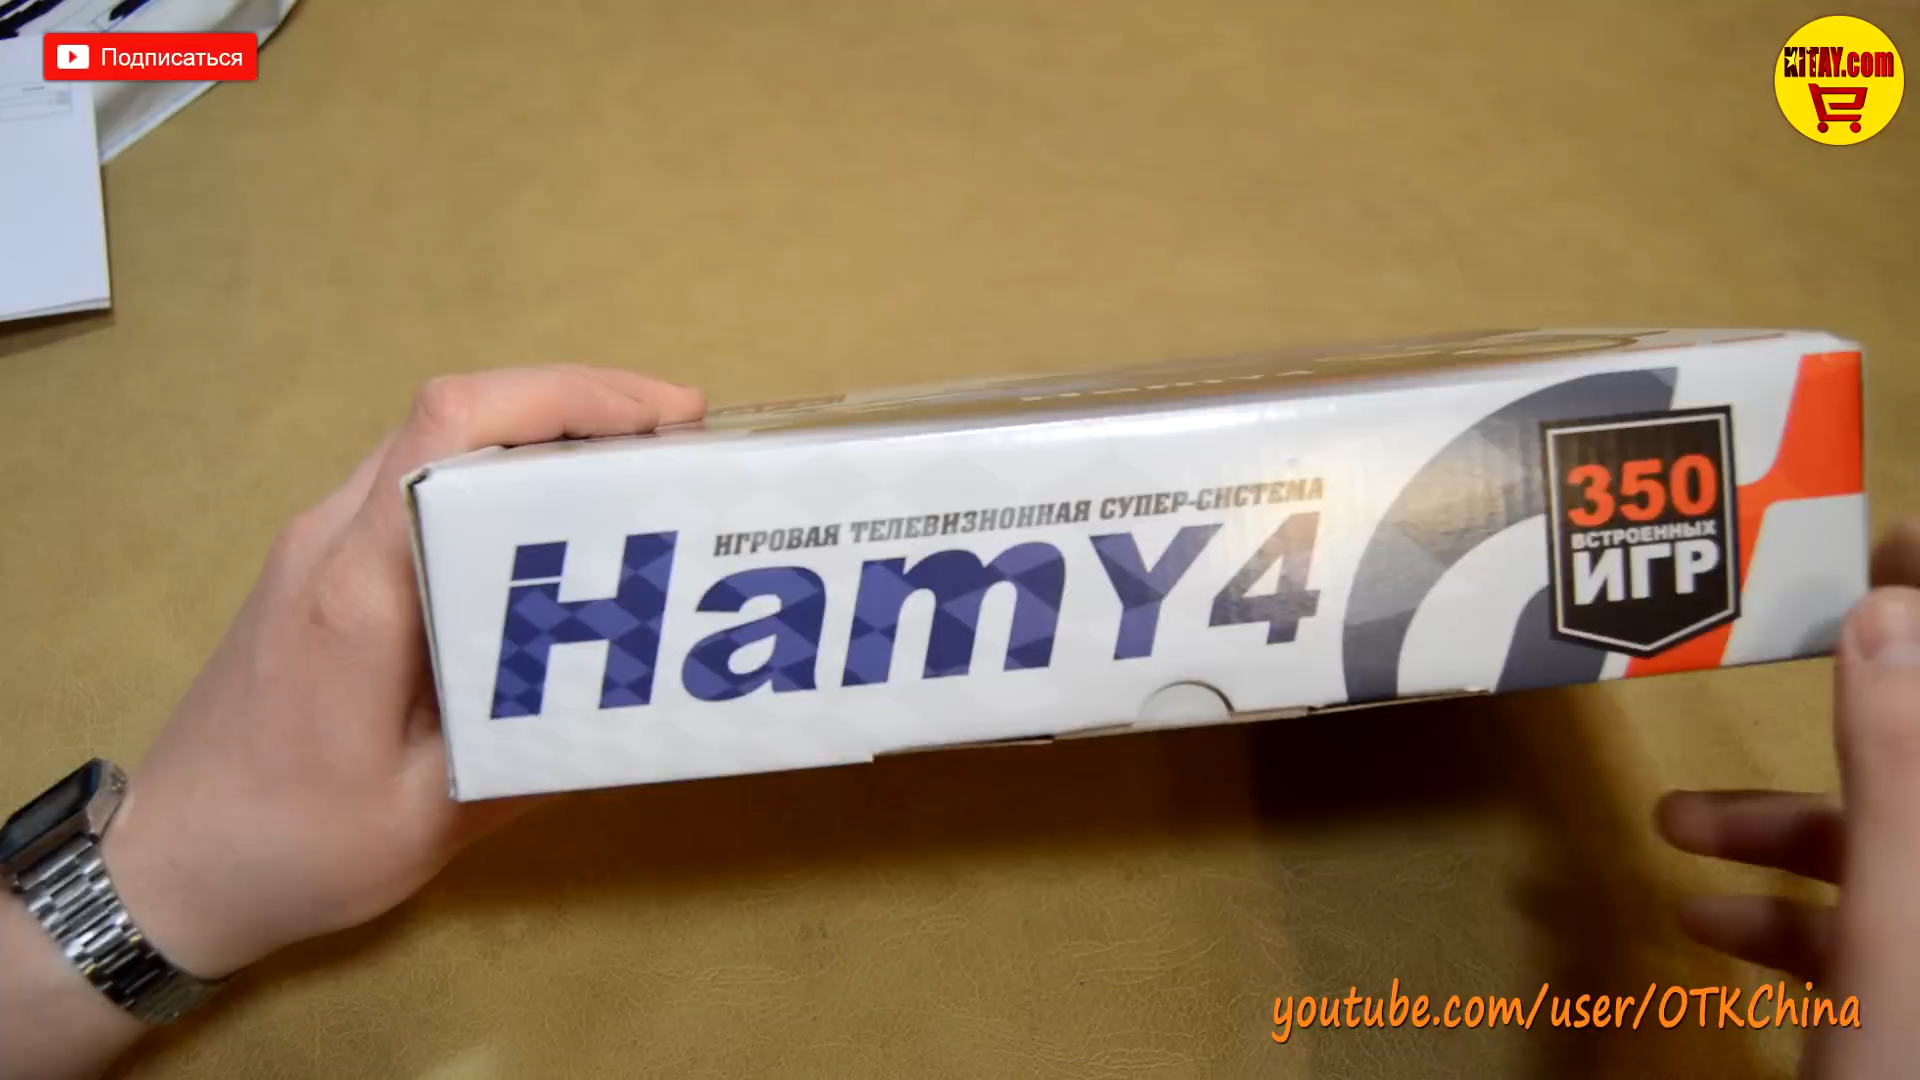 Подписаться
KITAY.com
ИГРОВАЯ ТЕЛЕВИЗИОННАЯ СУПЕР-СИСТЕМА
HamY4
350
ВСТРОЕННЫХ
ИГР
youtube.com/user/OTKChina